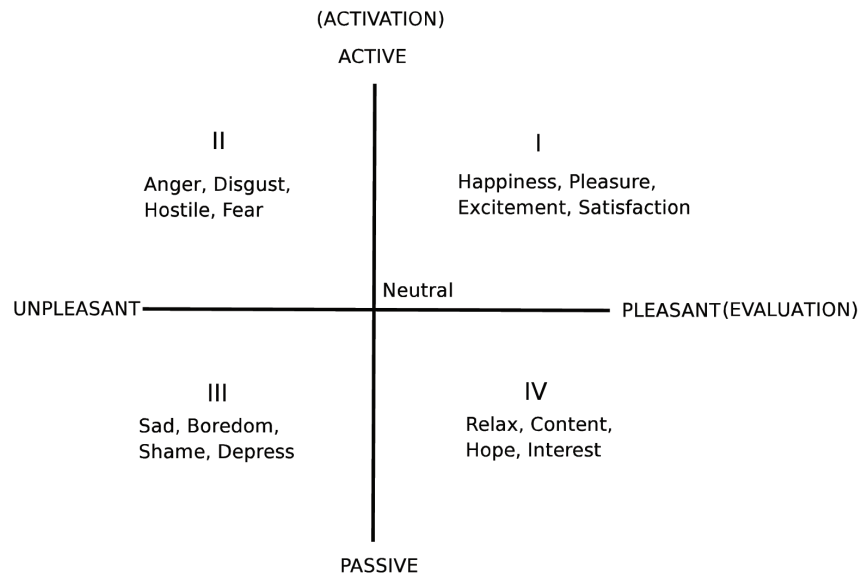 (ACTIVATION)
ACTIVE
II
Anger, Disgust,
Hostile, Fear
I
Happiness, Pleasure,
Excitement, Satisfaction
Neutral
UNPLEASANT
PLEASANT(EVALUATION)
III
Sad, Boredom,
Shame, Depress
IV
Relax, Content,
Hope, Interest
PASSIVE